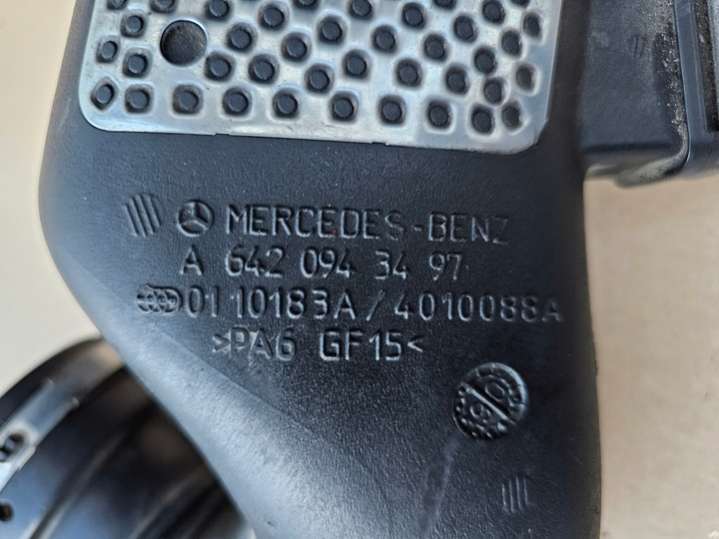 MERCEDES-BENZ
A 642 094 34 97
01 10183A / 4010088A
>PA6 GF15<